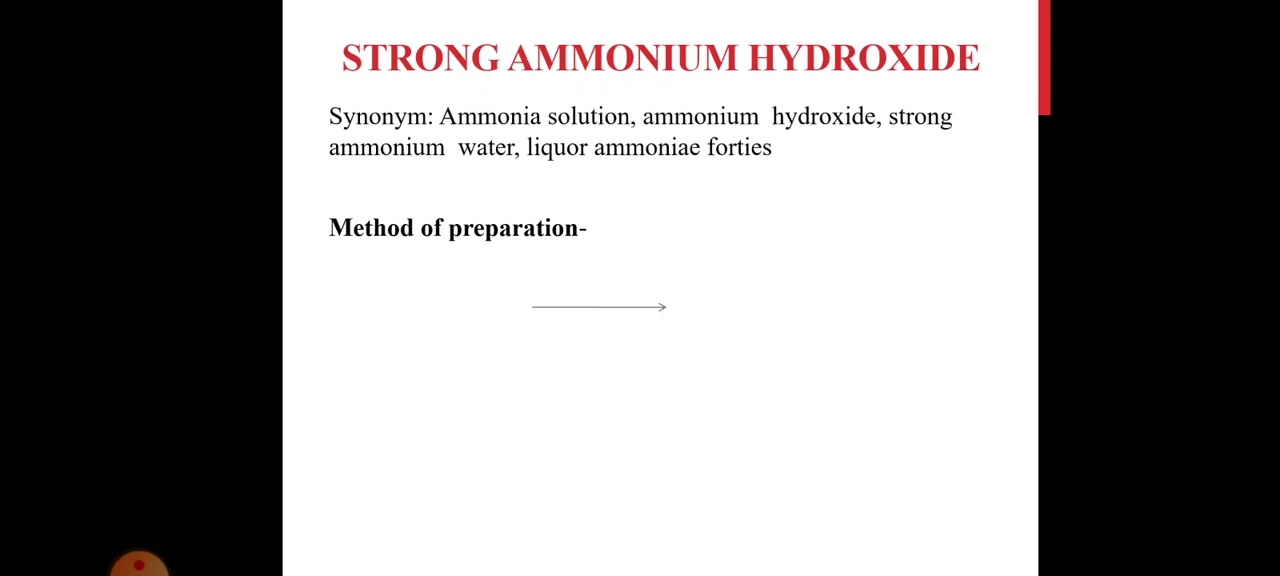 STRONG AMMONIUM HYDROXIDE
Synonym: Ammonia solution, ammonium hydroxide, strong
ammonium water, liquor ammoniae forties
Method of preparation-